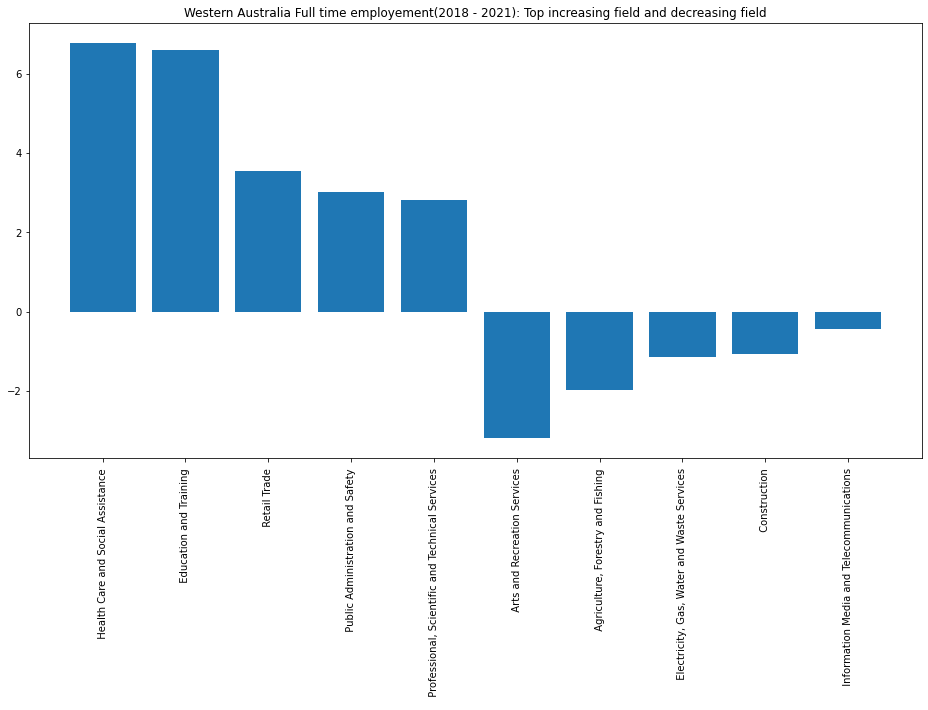 Western Australia Full time employement(2018 - 2021): Top increasing field and decreasing field
6
4
2
0
−2
Health Care and Social Assistance
Education and Training
Retail Trade
Public Administration and Safety
Professional, Scientific and Technical Services
Arts and Recreation Services
Agriculture, Forestry and Fishing
Electricity, Gas, Water and Waste Services
Construction
Information Media and Telecommunications